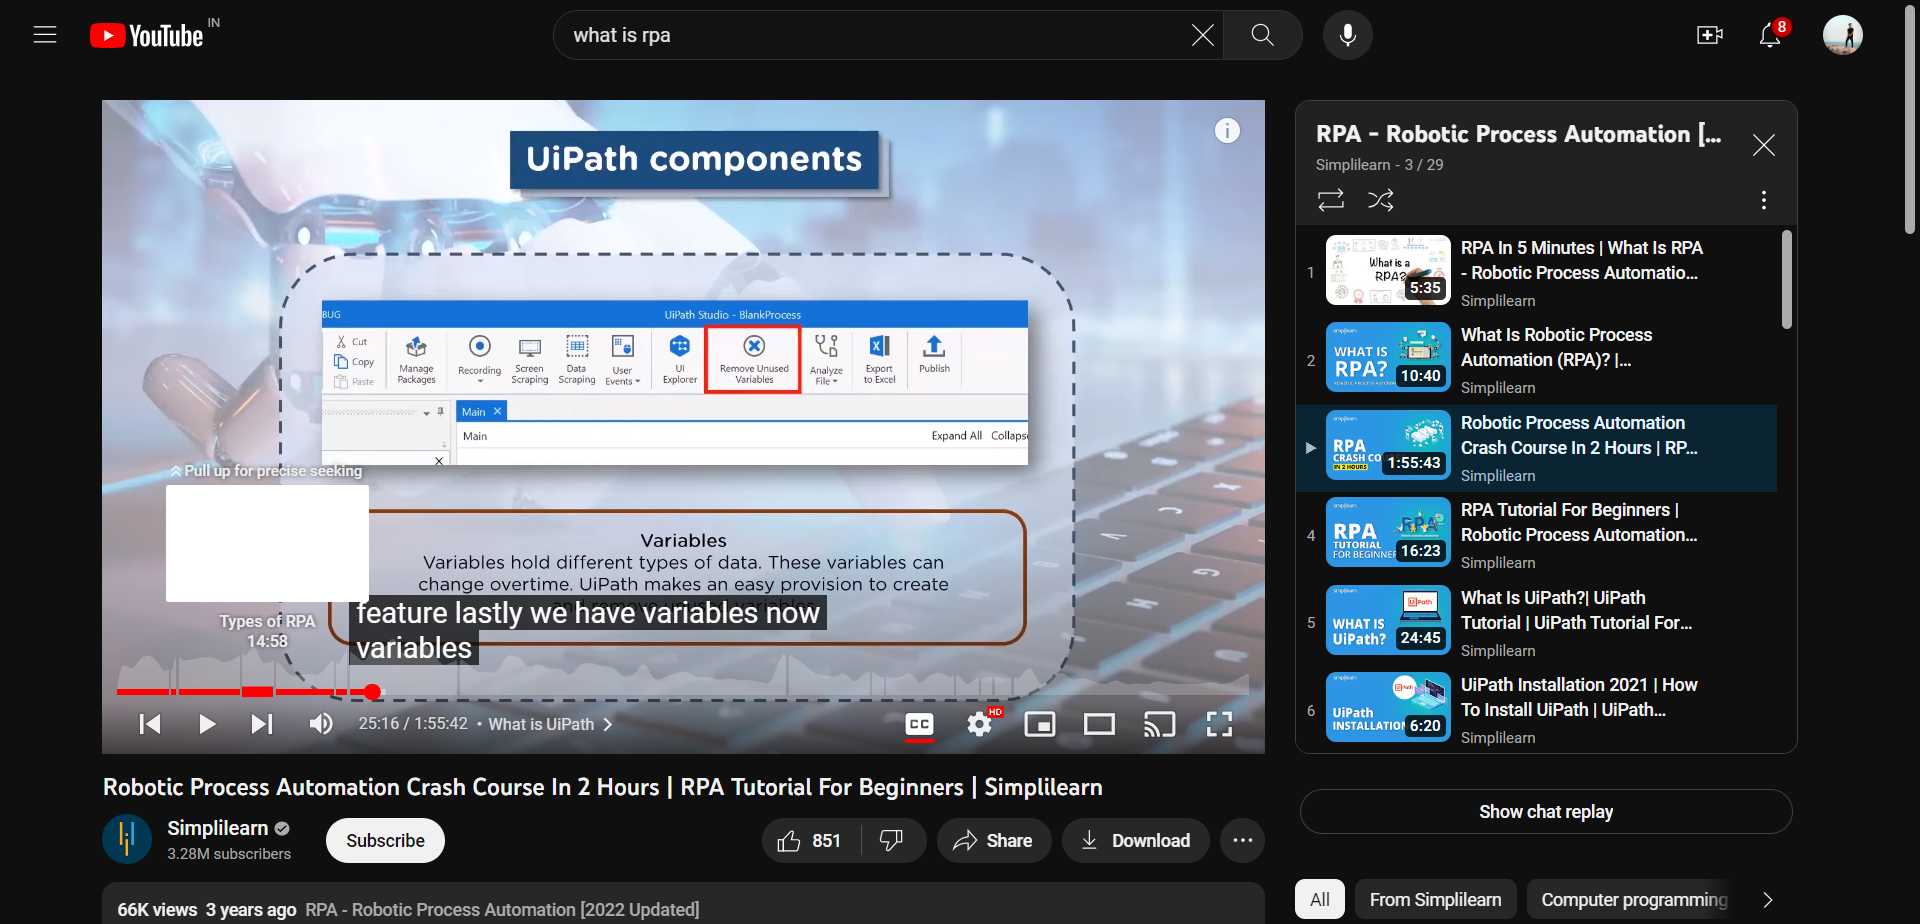 YouTube IN
what is rpa
8
UiPath components
BUG
UiPath Studio - BlankProcess
Cut
Copy
Paste
Manage Packages
Recording
Screen Scraping
Data Scraping
User Events
UI Explorer
Remove Unused Variables
Analyze File
Export to Excel
Publish
Main
Main
Expand All Collapse
Pull up for precise seeking
Variables
Variables hold different types of data. These variables can
change overtime. UiPath makes an easy provision to create
feature lastly we have variables now
variables
Types of RPA
14:58
25:16 / 1:55:42 • What is UiPath
CC
HD
Robotic Process Automation Crash Course In 2 Hours | RPA Tutorial For Beginners | Simplilearn
Simplilearn
3.28M subscribers
Subscribe
851
Share
Download
66K views 3 years ago RPA - Robotic Process Automation [2022 Updated]
RPA - Robotic Process Automation [...
Simplilearn - 3 / 29
1
What is a RPA?
5:35
RPA In 5 Minutes | What Is RPA
- Robotic Process Automatio...
Simplilearn
2
WHAT IS
RPA?
10:40
What Is Robotic Process
Automation (RPA)? |...
Simplilearn
RPA
CRASH CO
IN 2 HOURS
1:55:43
Robotic Process Automation
Crash Course In 2 Hours | RP...
Simplilearn
4
RPA
TUTORIAL
FOR BEGINNE
16:23
RPA Tutorial For Beginners |
Robotic Process Automation...
Simplilearn
5
WHAT IS
UiPath?
24:45
What Is UiPath?| UiPath
Tutorial | UiPath Tutorial For...
Simplilearn
6
UiPath
INSTALLATION
6:20
UiPath Installation 2021 | How
To Install UiPath | UiPath...
Simplilearn
Show chat replay
All
From Simplilearn
Computer programming